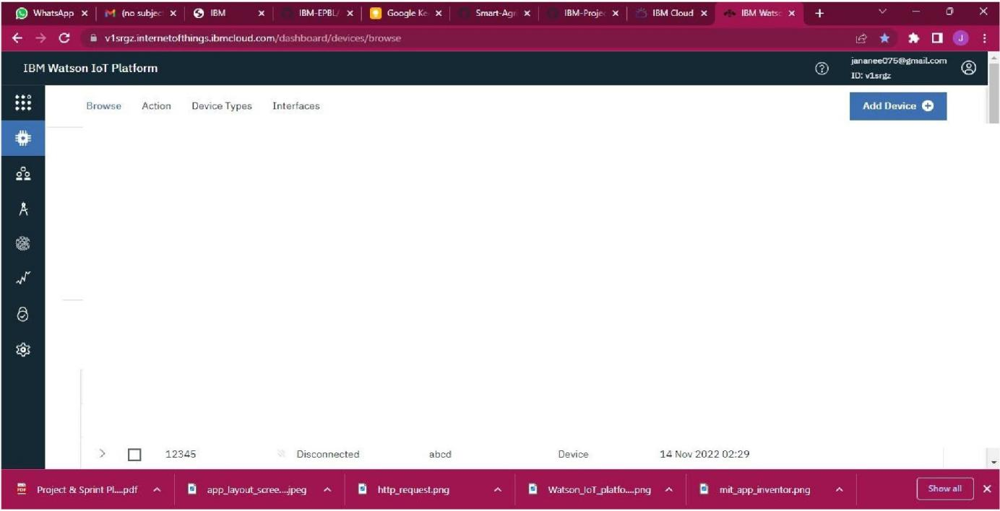 WhatsApp (no subjec IBM IBM-EPBL/ Google Ke Smart-Agri IBM-Projec IBM Cloud IBM Watso
v1srgz.internetofthings.ibmcloud.com/dashboard/devices/browse J
IBM Watson IoT Platform
jananee075@gmail.com
ID: v1srgz
Browse Action Device Types Interfaces Add Device
12345 Disconnected abcd Device 14 Nov 2022 02:29
PDF Project & Sprint Pl....pdf app_layout_scree....jpeg http_request.png Watson_IoT_platfo....png mit_app_inventor.png Show all